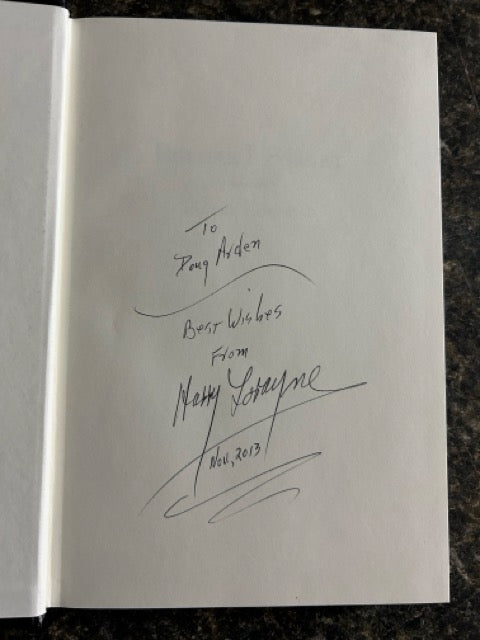 To
Doug Arden
Best Wishes
From
Harry Lorayne
Nov, 2013